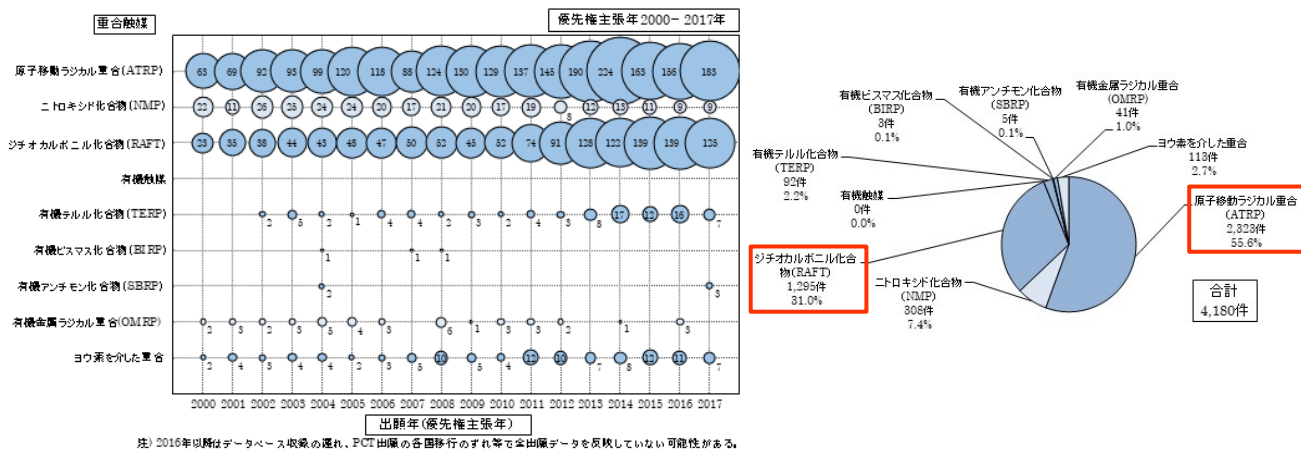 重合触媒
優先権主張年2000－2017年
原子移動ラジカル重合(ATRP)
63 69 92 93 99 120 118 88 124 130 129 137 145 190 224 163 156 183
ニトロキシド化合物(NMP)
22 11 26 25 24 24 20 17 21 20 17 19 8 12 13 11 9 9
ジチオカルボニル化合物(RAFT)
23 35 38 44 43 48 47 50 52 45 52 74 91 128 122 139 139 125
有機触媒
有機テルル化合物(TERP)
2 5 2 1 4 4 2 3 2 4 3 8 17 12 16 7
有機ビスマス化合物(BIRP)
1 1 1
有機アンチモン化合物(SBRP)
2 3
有機金属ラジカル重合(OMRP)
2 3 2 3 5 4 3 6 1 3 3 2 1 3
ヨウ素を介した重合
2 4 3 4 4 2 3 5 10 5 4 12 10 7 8 12 11 7
2000 2001 2002 2003 2004 2005 2006 2007 2008 2009 2010 2011 2012 2013 2014 2015 2016 2017
出願年(優先権主張年)
注) 2016年以降はデータベース収録の遅れ、PCT出願の各国移行のずれ等で全出願データを反映していない可能性がある。
有機ビスマス化合物
(BIRP)
3件
0.1%
有機アンチモン化合物
(SBRP)
5件
0.1%
有機金属ラジカル重合
(OMRP)
41件
1.0%
ヨウ素を介した重合
113件
2.7%
有機テルル化合物
(TERP)
92件
2.2%
有機触媒
0件
0.0%
原子移動ラジカル重合
(ATRP)
2,323件
55.6%
ジチオカルボニル化合
物(RAFT)
1,295件
31.0%
ニトロキシド化合物
(NMP)
308件
7.4%
合計
4,180件